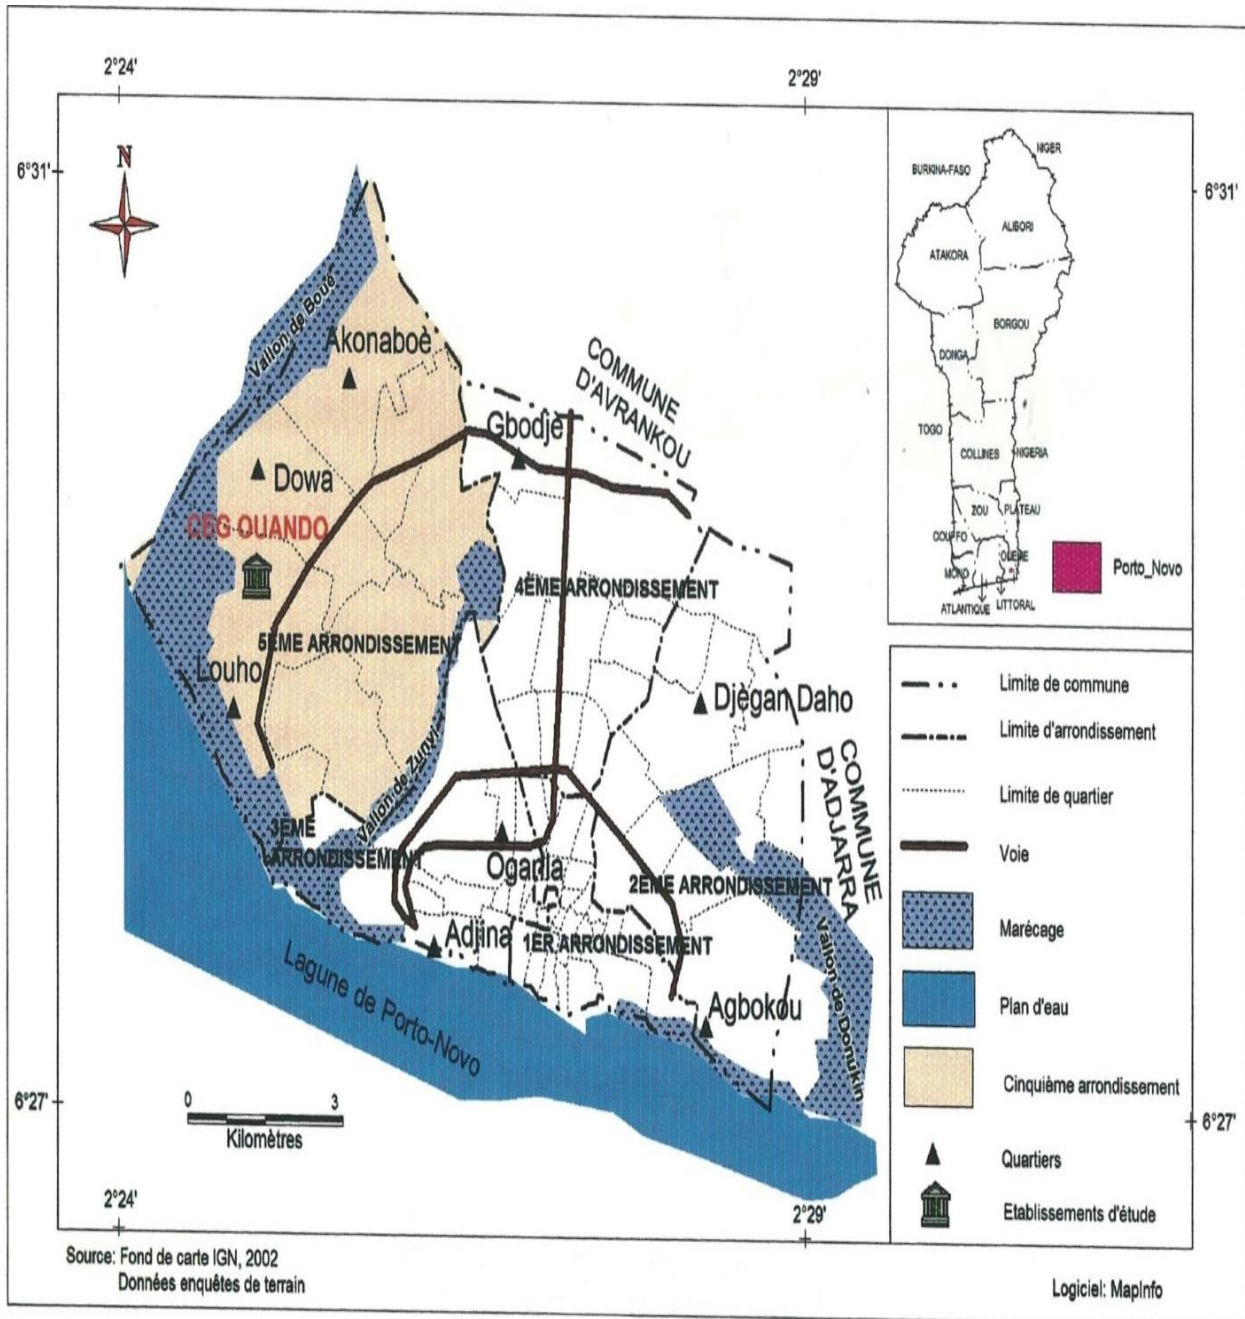 2°24'
2°29'
6°31'
6°31'
N
BURKINA-FASO
NIGER
ALIBORI
ATAKORA
BORGOU
DONGA
TOGO
COLLINES
NIGERIA
ZOU
PLATEAU
COUFFO
OUEME
MONO
ATLANTIQUE
LITTORAL
Porto_Novo
Vallon de Boué
Akonaboè
COMMUNE
D'AVRANKOU
Gbodjè
Dowa
CEG OUANDO
4ÈME ARRONDISSEMENT
5EME ARRONDISSEMENT
Louho
Djègan Daho
Vallon de Zunvi
COMMUNE
D'ADJARRA
3EME
ARRONDISSEMENT
Oganla
2EME ARRONDISSEMENT
Adjina
1ER ARRONDISSEMENT
Lagune de Porto-Novo
Agbokou
Vallon de Donukin
Limite de commune
Limite d'arrondissement
Limite de quartier
Voie
Marécage
Plan d'eau
Cinquième arrondissement
Quartiers
Etablissements d'étude
6°27'
6°27'
0 3
Kilomètres
2°24'
2°29'
Source: Fond de carte IGN, 2002
Données enquêtes de terrain
Logiciel: MapInfo